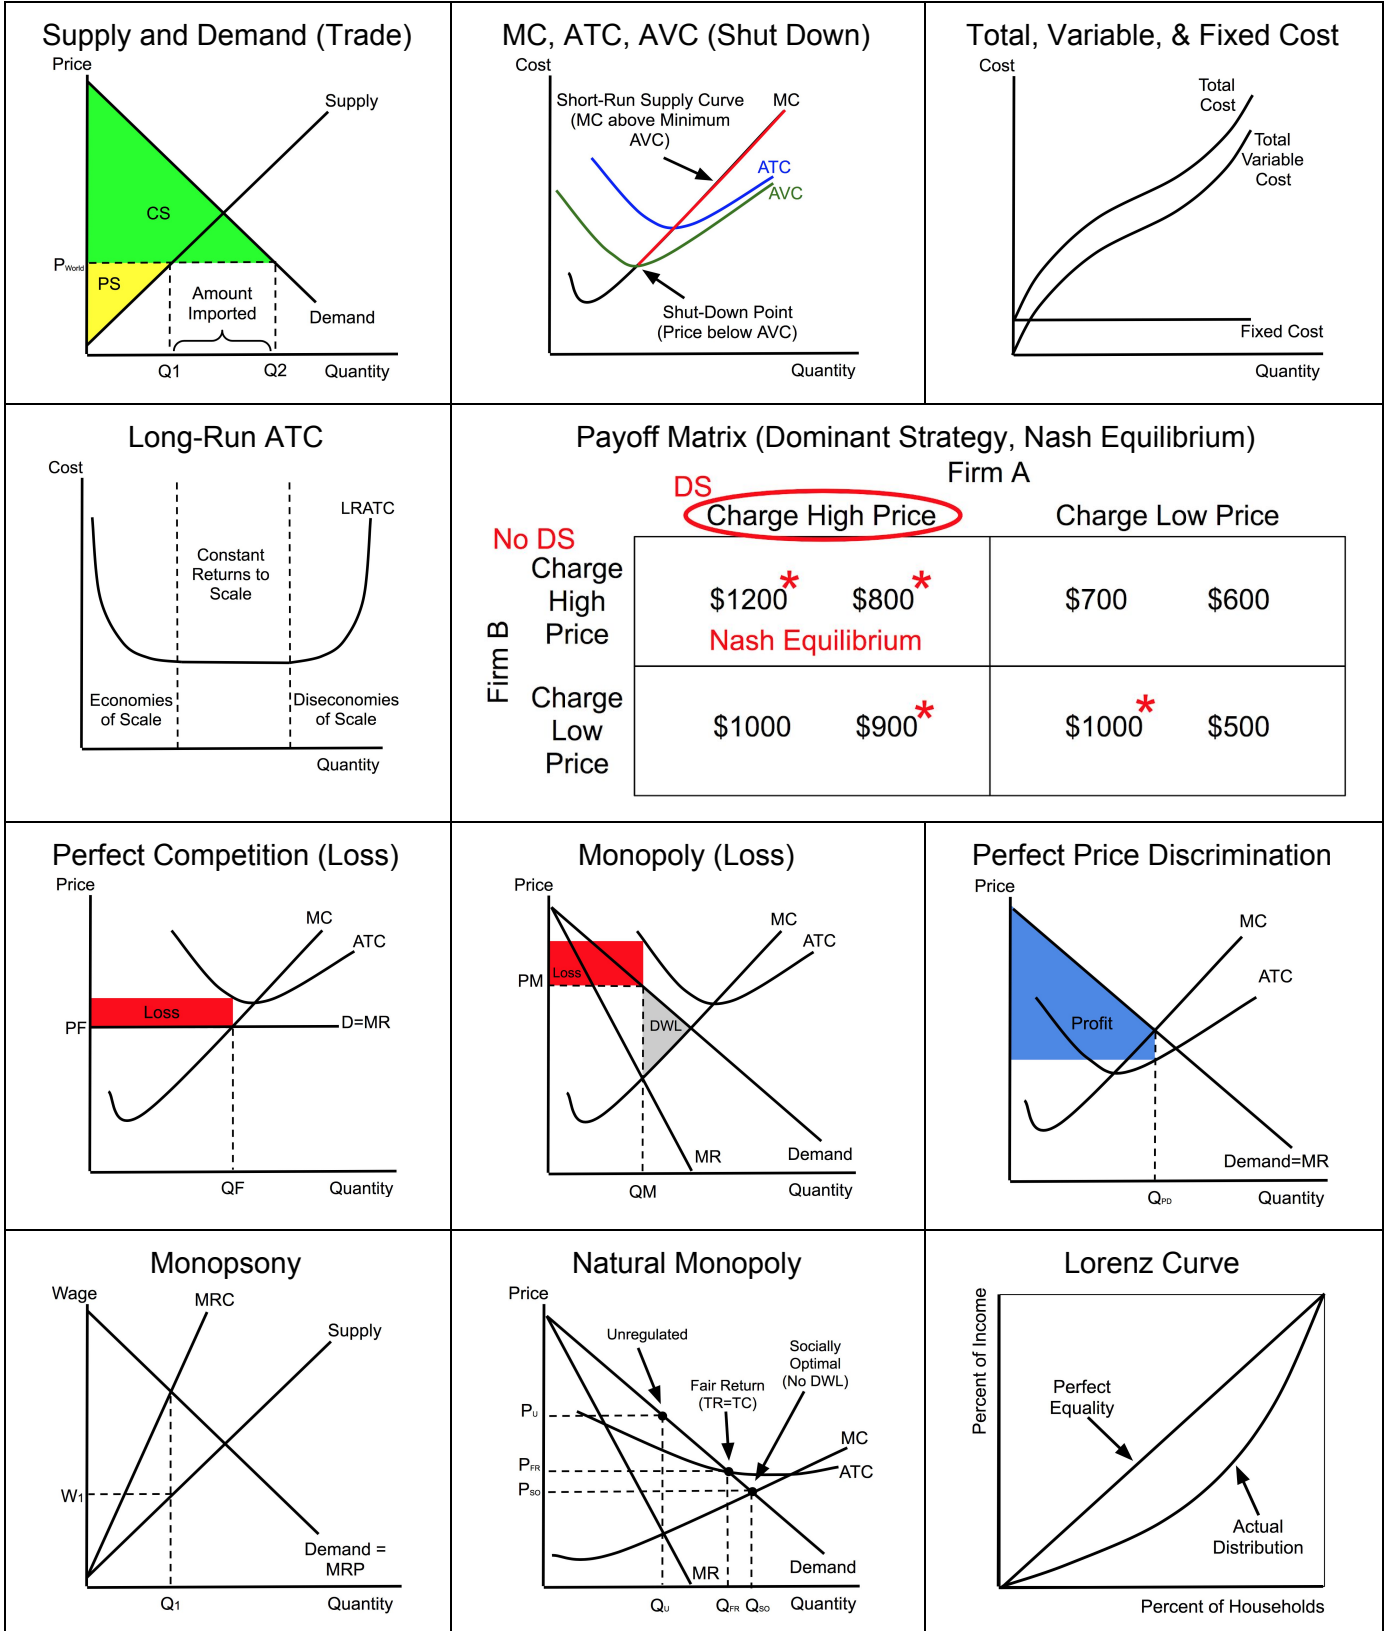 Supply and Demand (Trade)
Price
Supply
CS
PWorld
PS
Amount
Imported
Demand
Q1
Q2
Quantity
MC, ATC, AVC (Shut Down)
Cost
Short-Run Supply Curve
(MC above Minimum
AVC)
MC
ATC
AVC
Shut-Down Point
(Price below AVC)
Quantity
Total, Variable, & Fixed Cost
Cost
Total
Cost
Total
Variable
Cost
Fixed Cost
Quantity
Long-Run ATC
Cost
LRATC
Constant
Returns to
Scale
Economies
of Scale
Diseconomies
of Scale
Quantity
Payoff Matrix (Dominant Strategy, Nash Equilibrium)
Firm A
DS
Charge High Price
Charge Low Price
No DS
Firm B
Charge
High
Price
$1200* $800*
Nash Equilibrium
$700 $600
Charge
Low
Price
$1000 $900*
$1000* $500
Perfect Competition (Loss)
Price
MC
ATC
Loss
PF
D=MR
QF
Quantity
Monopoly (Loss)
Price
MC
ATC
Loss
PM
DWL
MR
Demand
QM
Quantity
Perfect Price Discrimination
Price
MC
ATC
Profit
Demand=MR
QPD
Quantity
Monopsony
Wage
MRC
Supply
W1
Demand =
MRP
Q1
Quantity
Natural Monopoly
Price
Unregulated
Socially
Optimal
(No DWL)
Fair Return
(TR=TC)
PU
PFR
PSO
MC
ATC
MR
Demand
QU
QFR
QSO
Quantity
Lorenz Curve
Percent of Income
Perfect
Equality
Actual
Distribution
Percent of Households